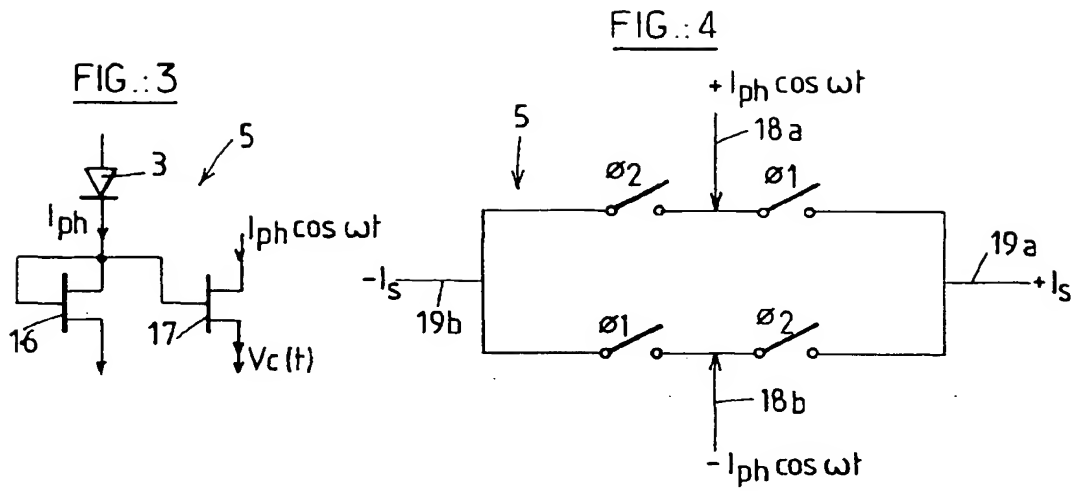 FIG.:3
3
5
Iph
Iph cos ωt
16
17
Vc(t)
FIG.:4
+Iph cos ωt
5
18a
ø2
ø1
-Is
19b
19a
+Is
ø1
ø2
18b
-Iph cos ωt